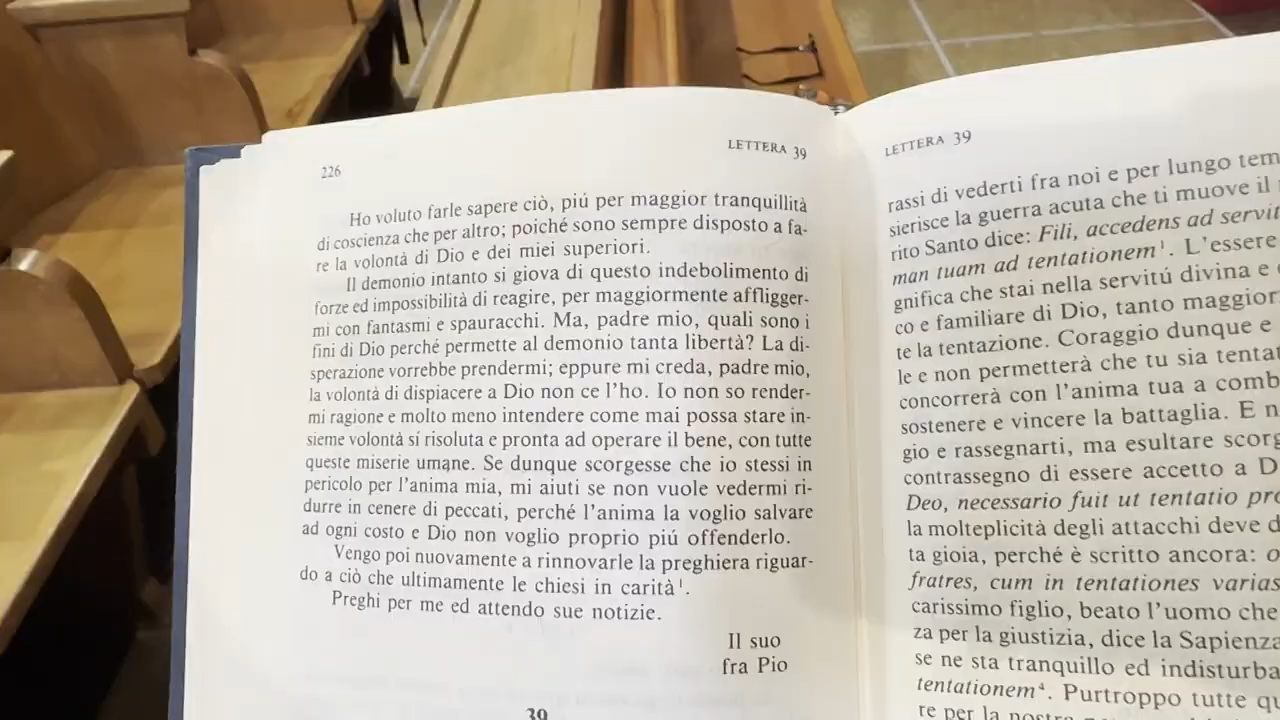 226
LETTERA 39
Ho voluto farle sapere ciò, piú per maggior tranquillità
di coscienza che per altro; poiché sono sempre disposto a fa-
re la volontà di Dio e dei miei superiori.
Il demonio intanto si giova di questo indebolimento di
forze ed impossibilità di reagire, per maggiormente affligger-
mi con fantasmi e spauracchi. Ma, padre mio, quali sono i
fini di Dio perché permette al demonio tanta libertà? La di-
sperazione vorrebbe prendermi; eppure mi creda, padre mio,
la volontà di dispiacere a Dio non ce l'ho. Io non so render-
mi ragione e molto meno intendere come mai possa stare in-
sieme volontà sí risoluta e pronta ad operare il bene, con tutte
queste miserie umane. Se dunque scorgesse che io stessi in
pericolo per l'anima mia, mi aiuti se non vuole vedermi ri-
durre in cenere di peccati, perché l'anima la voglio salvare
ad ogni costo e Dio non voglio proprio piú offenderlo.
Vengo poi nuovamente a rinnovarle la preghiera riguar-
do a ciò che ultimamente le chiesi in carità¹.
Preghi per me ed attendo sue notizie.
Il suo
fra Pio
39
LETTERA 39
rassi di vederti fra noi e per lungo tem
sierisce la guerra acuta che ti muove il
rito Santo dice: Fili, accedens ad servit
man tuam ad tentationem¹. L'essere
gnifica che stai nella servitú divina e
co e familiare di Dio, tanto maggior
te la tentazione. Coraggio dunque e
le e non permetterà che tu sia tentat
concorrerà con l'anima tua a comb
sostenere e vincere la battaglia. E n
gio e rassegnarti, ma esultare scorg
contrassegno di essere accetto a D
Deo, necessario fuit ut tentatio pro
la molteplicità degli attacchi deve d
ta gioia, perché è scritto ancora: o
fratres, cum in tentationes varias
carissimo figlio, beato l'uomo che
za per la giustizia, dice la Sapienza
se ne sta tranquillo ed indisturba
tentationem⁴. Purtroppo tutte qu
re per la nostra